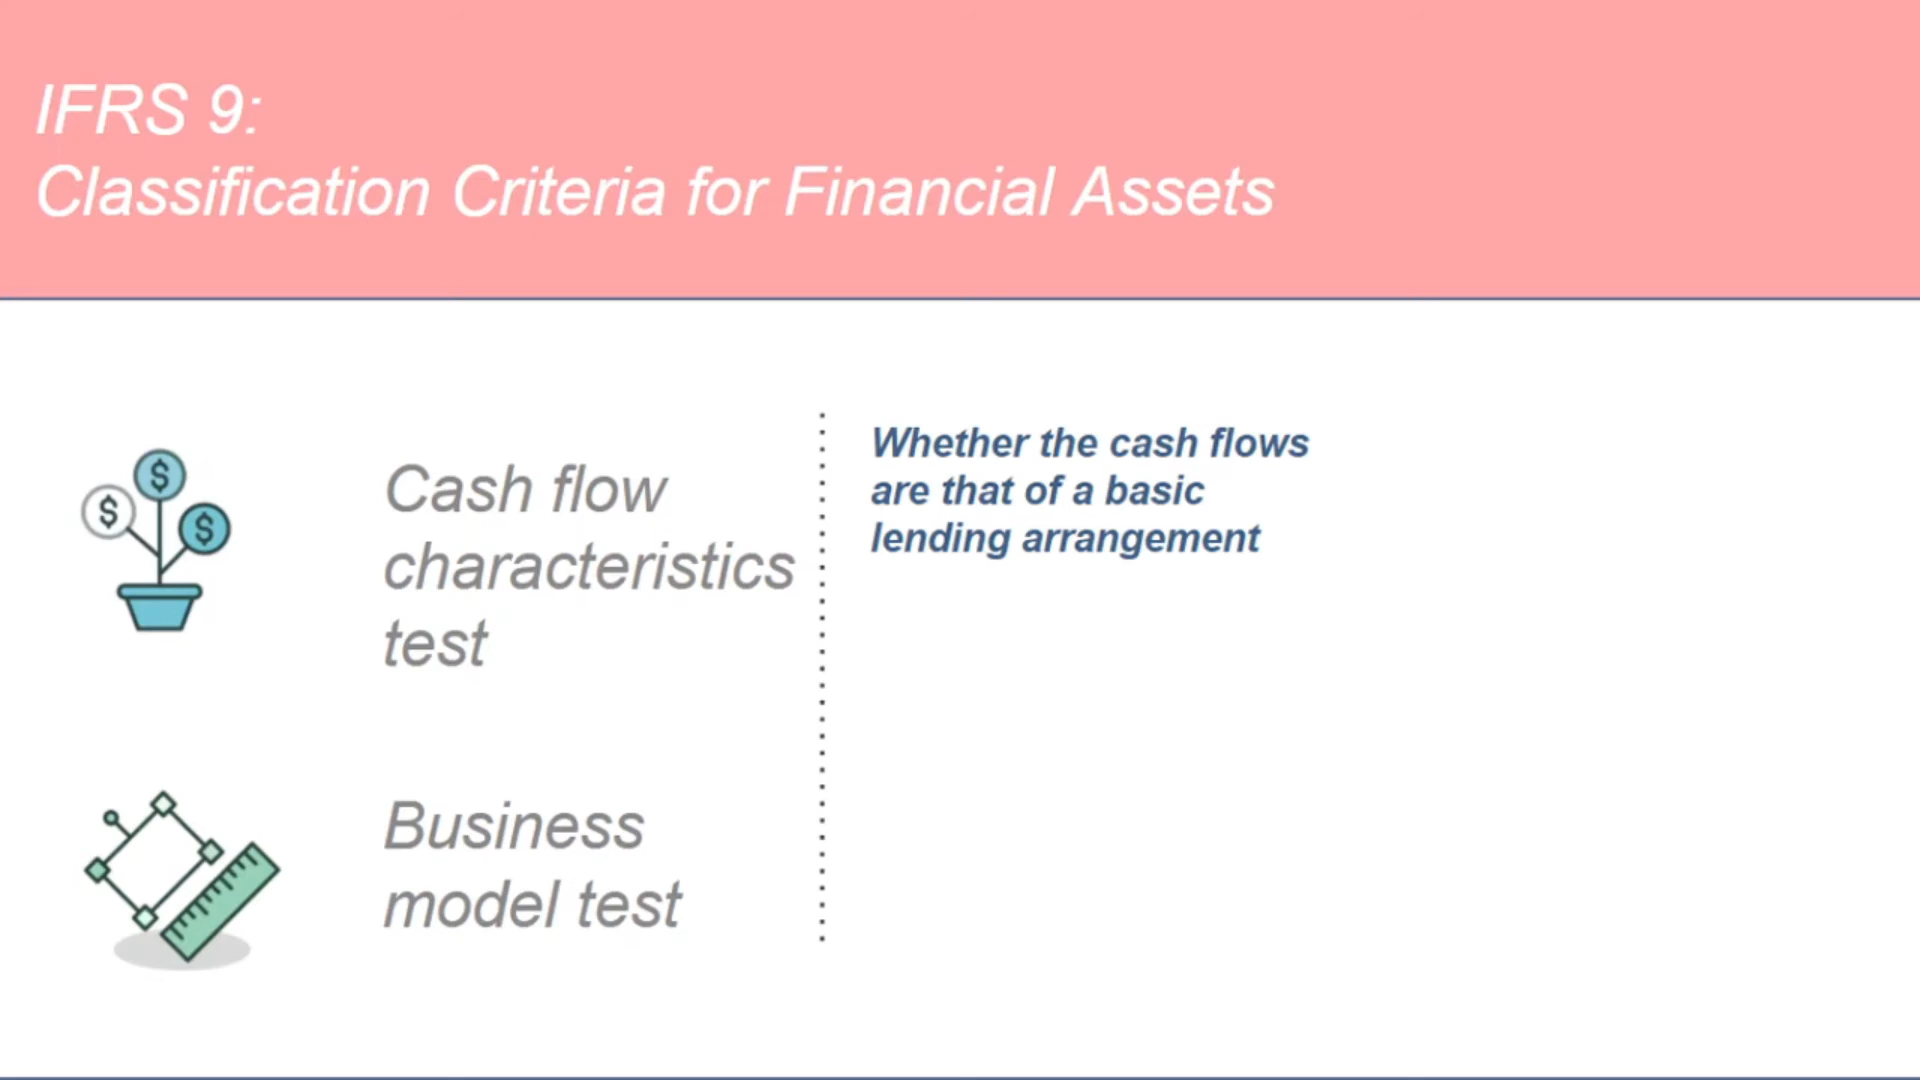 IFRS 9:
Classification Criteria for Financial Assets
$
$
$
Cash flow
characteristics
test
Whether the cash flows
are that of a basic
lending arrangement
Business
model test